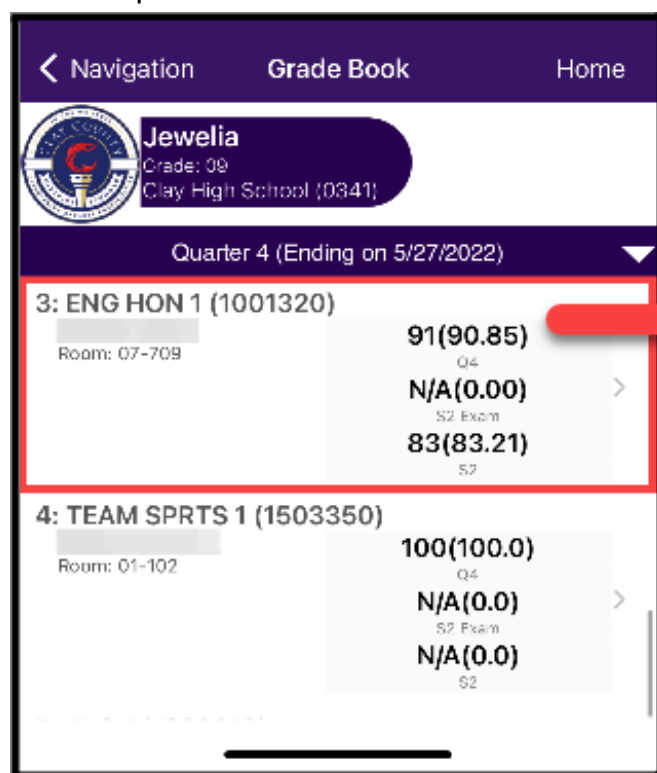 Navigation Grade Book Home
Jewelia
Grade: 09
Clay High School (0341)
Quarter 4 (Ending on 5/27/2022)
3: ENG HON 1 (1001320)
Room: 07-709
91(90.85)
Q4
N/A(0.00)
S2 Exam
83(83.21)
S2
4: TEAM SPRTS 1 (1503350)
Room: 01-102
100(100.0)
Q4
N/A(0.0)
S2 Exam
N/A(0.0)
S2